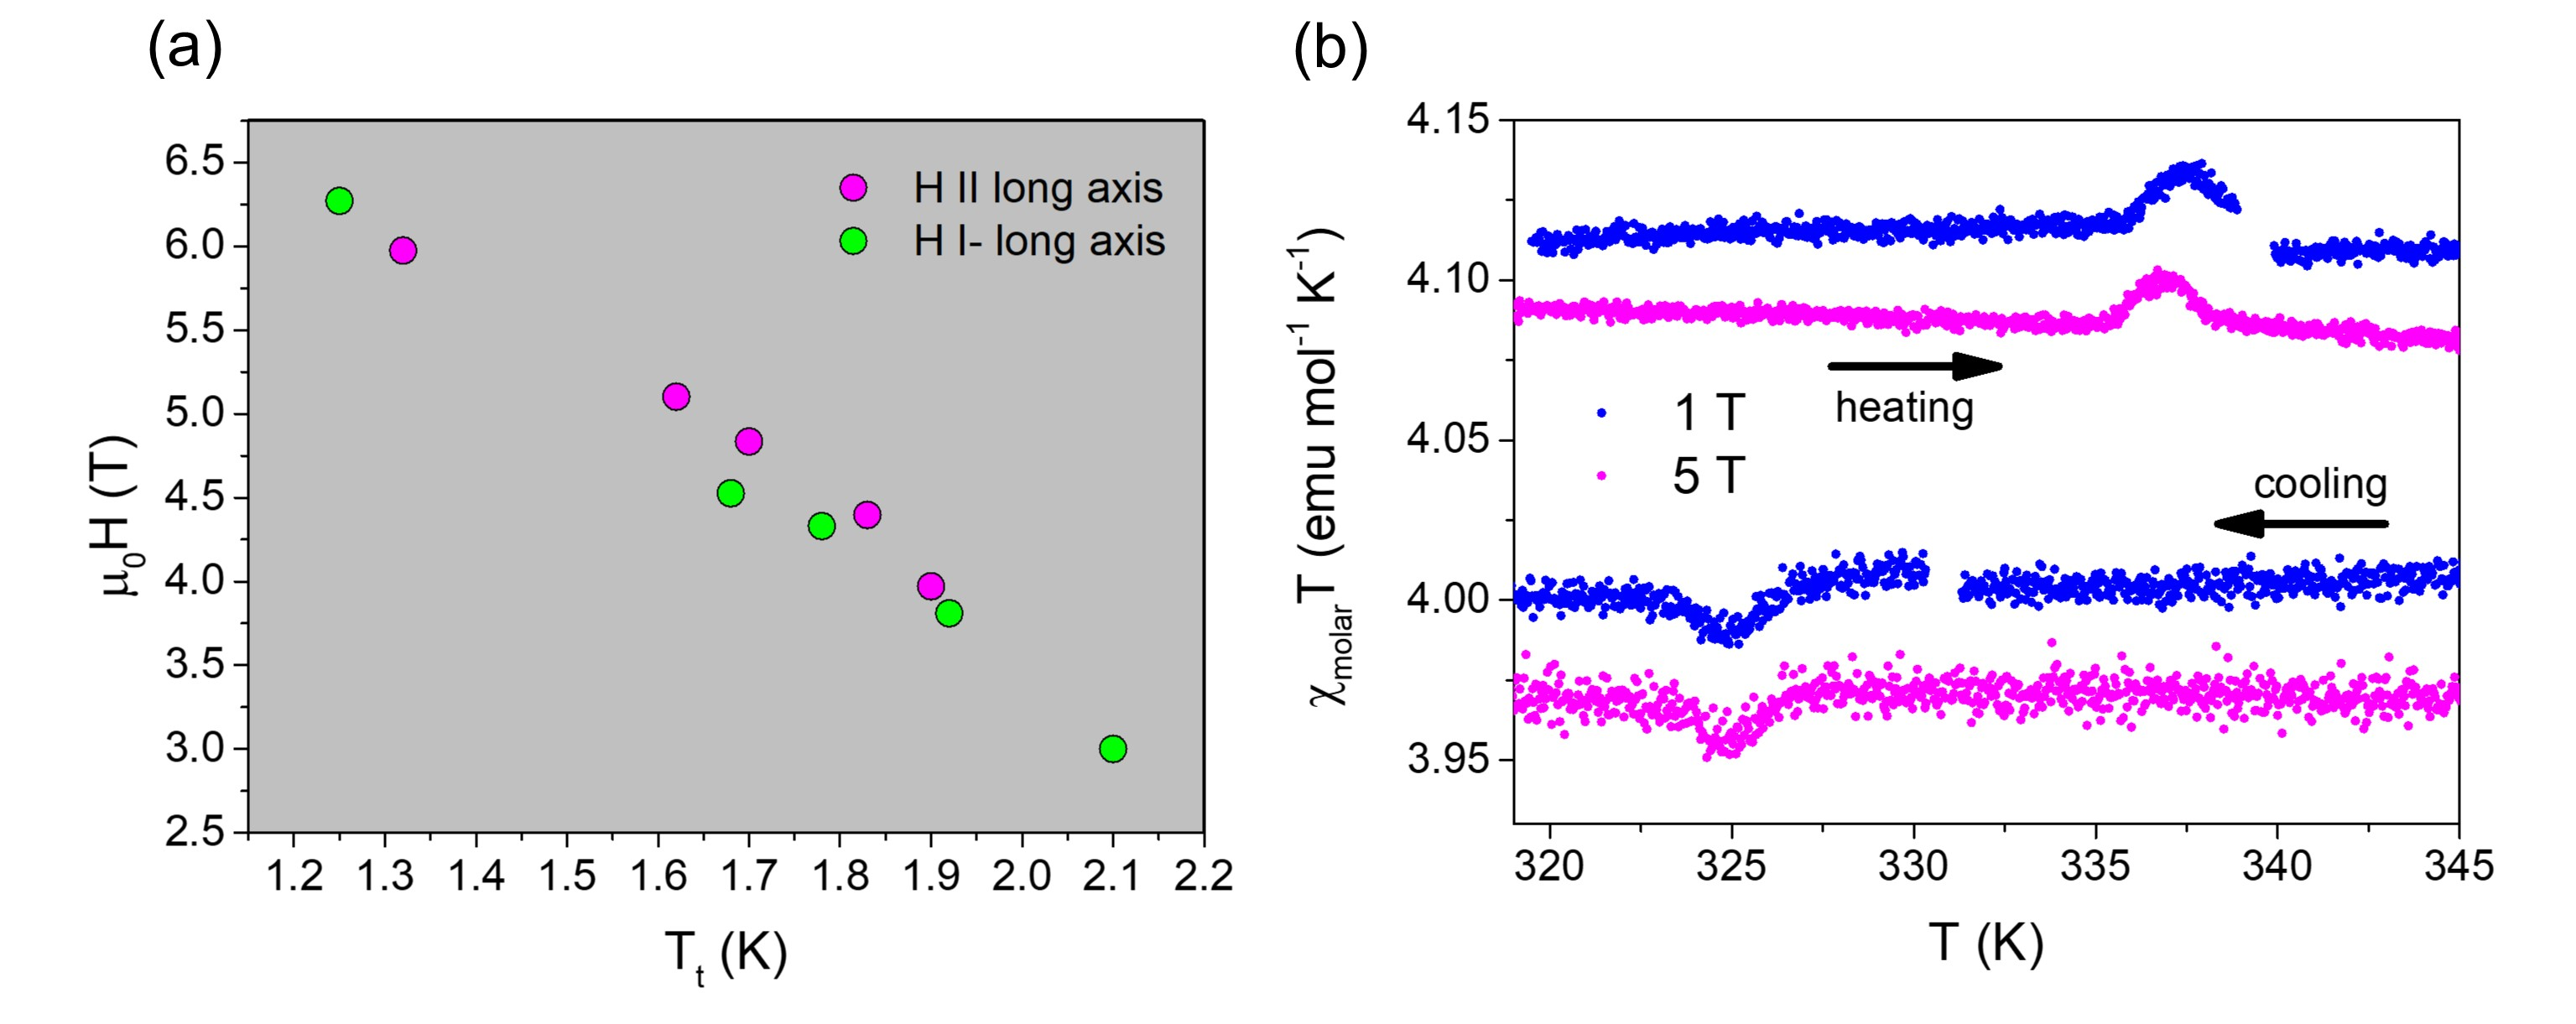 (a)
6.5
6.0
5.5
5.0
4.5
4.0
3.5
3.0
2.5
μ₀H (T)
H II long axis
H I- long axis
1.2 1.3 1.4 1.5 1.6 1.7 1.8 1.9 2.0 2.1 2.2
Tₜ (K)
(b)
4.15
4.10
4.05
4.00
3.95
χmolarT (emu mol⁻¹ K⁻¹)
heating
1 T
5 T
cooling
320 325 330 335 340 345
T (K)